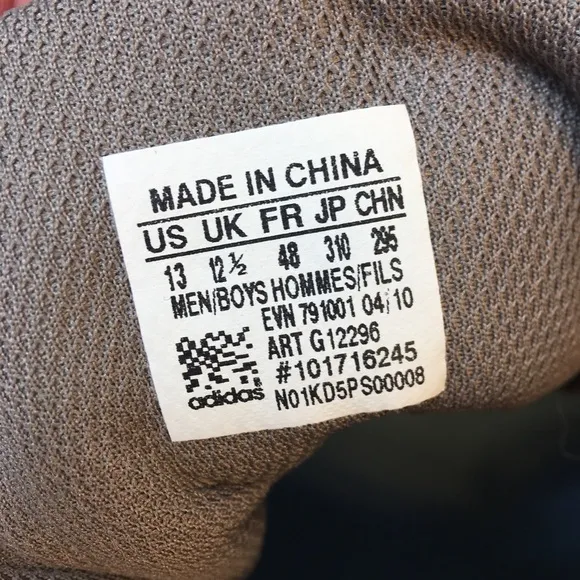 MADE IN CHINA
US UK FR JP CHN
13 12½ 48 310 295
MEN/BOYS HOMMES/FILS
EVN 791001 04/10
ART G12296
#101716245
adidas N01KD5PS00008